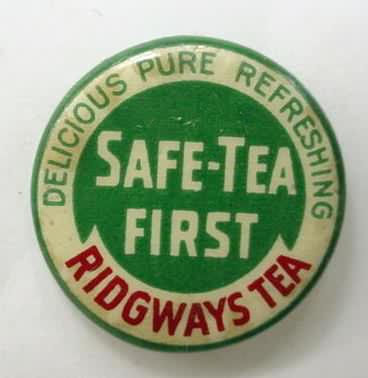 DELICIOUS PURE REFRESHING
SAFE-TEA
FIRST
RIDGWAYS TEA